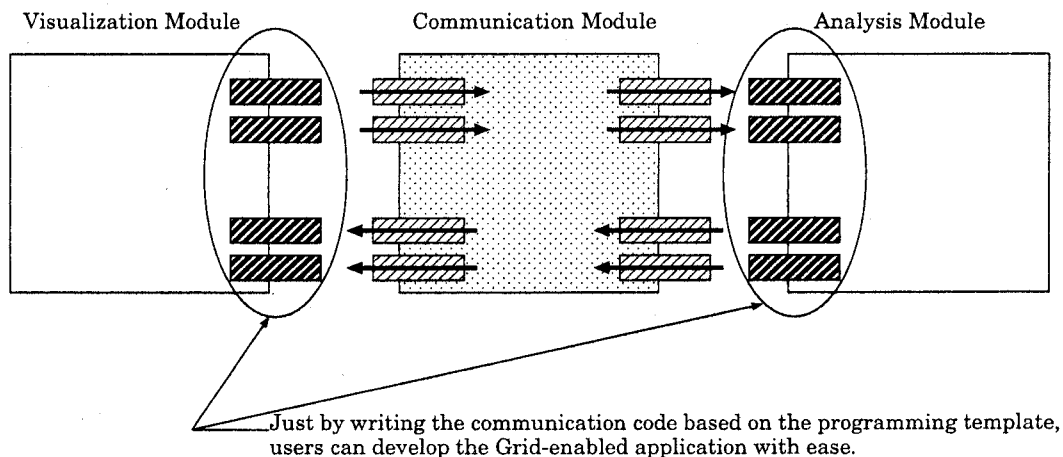 Visualization Module
Communication Module
Analysis Module
Just by writing the communication code based on the programming template,
users can develop the Grid-enabled application with ease.